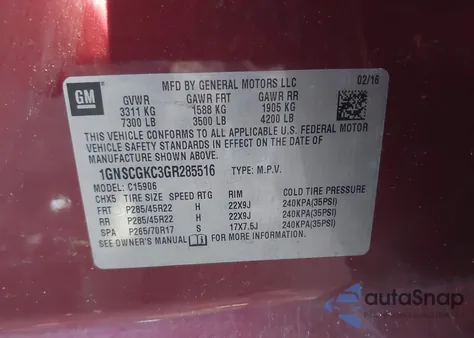 MFD BY GENERAL MOTORS LLC 02/16
GM
GVWR GAWR FRT GAWR RR
3311 KG 1588 KG 1905 KG
7300 LB 3500 LB 4200 LB
THIS VEHICLE CONFORMS TO ALL APPLICABLE U.S. FEDERAL MOTOR
VEHICLE SAFETY STANDARDS IN EFFECT ON THE DATE OF
MANUFACTURE SHOWN ABOVE.
1GNSCGKC3GR285516 TYPE: M.P.V.
MODEL: C15906
CHX5 TIRE SIZE SPEED RTG RIM COLD TIRE PRESSURE
FRT P285/45R22 H 22X9J 240KPA(35PSI)
RR P285/45R22 H 22X9J 240KPA(35PSI)
SPA P265/70R17 S 17X7.5J 240KPA(35PSI)
SEE OWNER'S MANUAL FOR MORE INFORMATION.
autoSnap